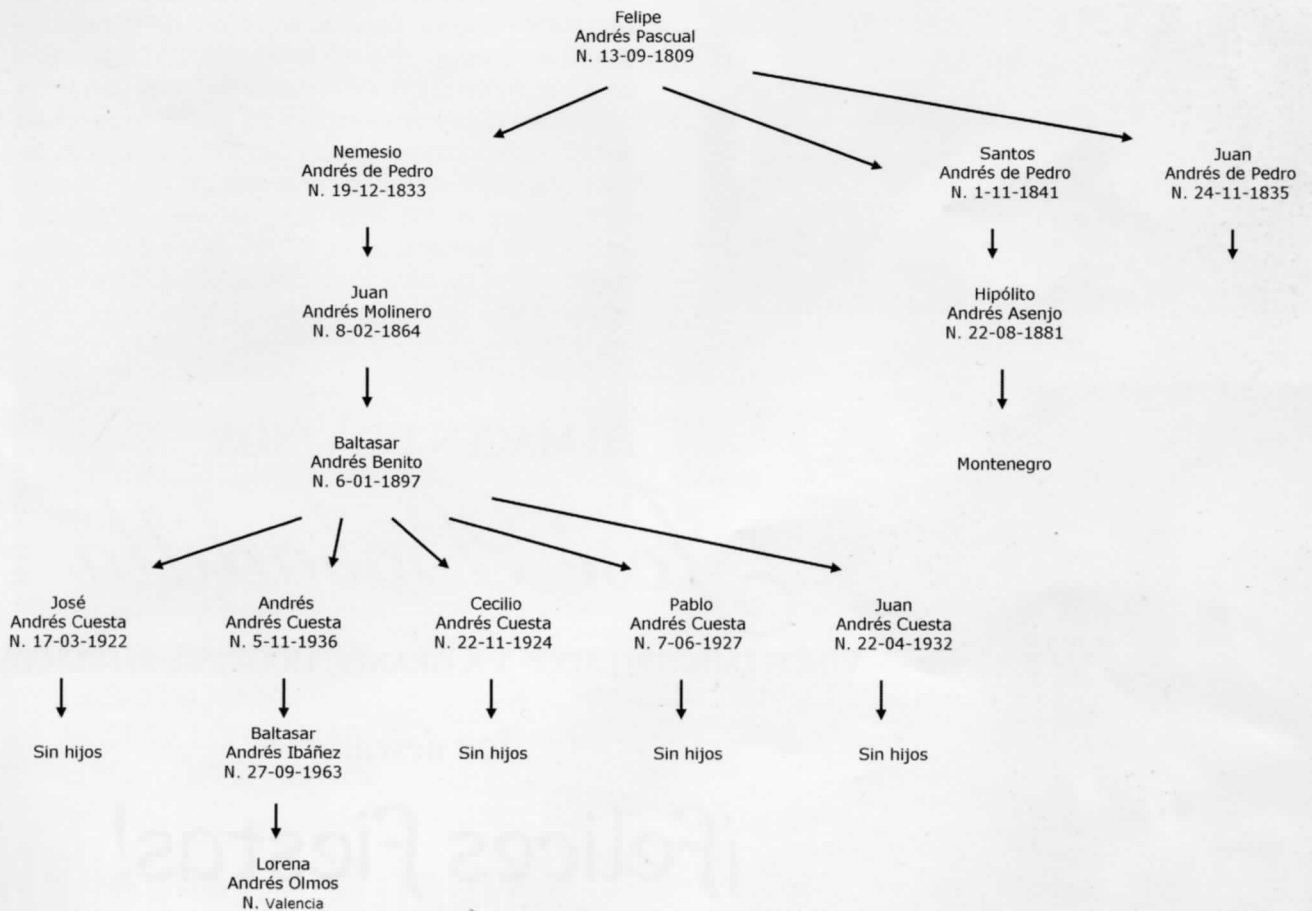 Felipe
Andrés Pascual
N. 13-09-1809
Nemesio
Andrés de Pedro
N. 19-12-1833
Santos
Andrés de Pedro
N. 1-11-1841
Juan
Andrés de Pedro
N. 24-11-1835
Juan
Andrés Molinero
N. 8-02-1864
Hipólito
Andrés Asenjo
N. 22-08-1881
Baltasar
Andrés Benito
N. 6-01-1897
Montenegro
José
Andrés Cuesta
N. 17-03-1922
Andrés
Andrés Cuesta
N. 5-11-1936
Cecilio
Andrés Cuesta
N. 22-11-1924
Pablo
Andrés Cuesta
N. 7-06-1927
Juan
Andrés Cuesta
N. 22-04-1932
Sin hijos
Baltasar
Andrés Ibáñez
N. 27-09-1963
Sin hijos
Sin hijos
Sin hijos
¡Felices Fiestas!
Lorena
Andrés Olmos
N. Valencia